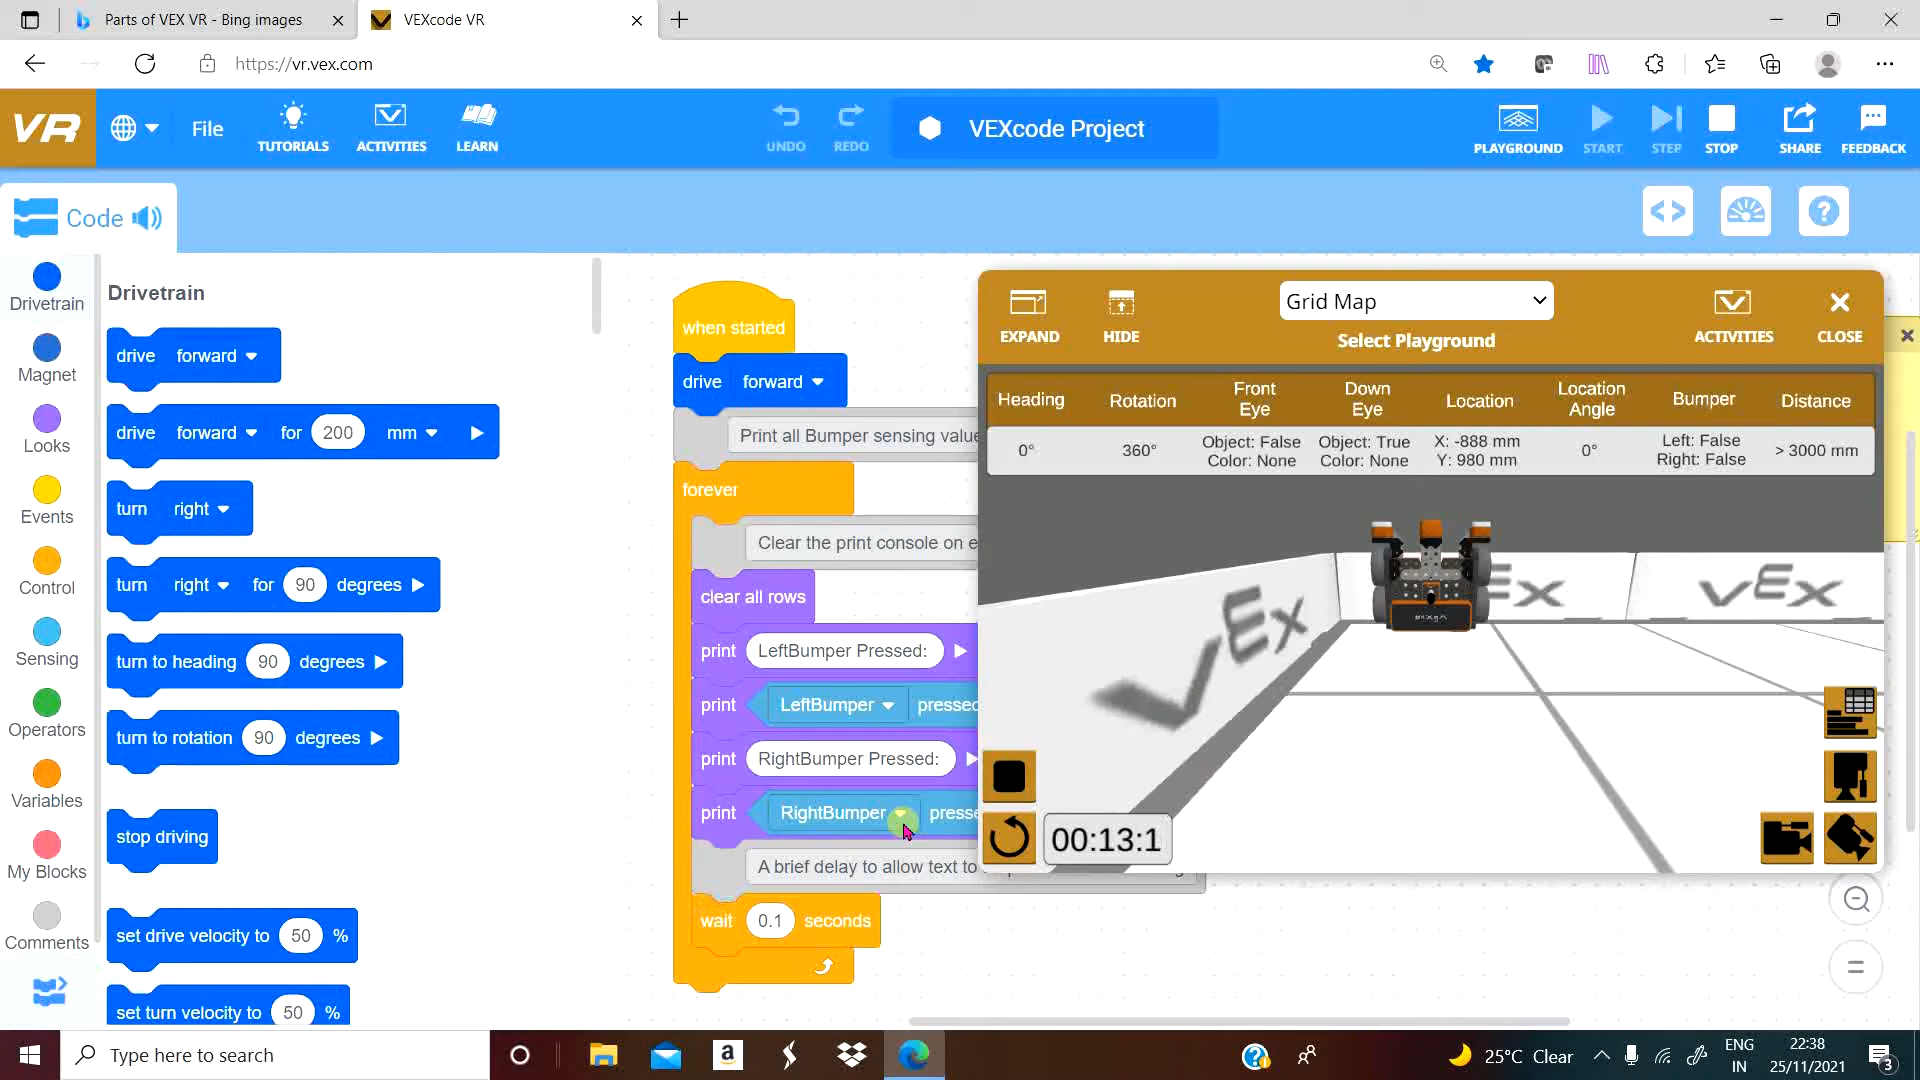 Parts of VEX VR - Bing images
VEXcode VR
https://vr.vex.com
VR
File
TUTORIALS
ACTIVITIES
LEARN
UNDO
REDO
VEXcode Project
PLAYGROUND
START
STEP
STOP
SHARE
FEEDBACK
Code
Drivetrain
Magnet
Looks
Events
Control
Sensing
Operators
Variables
My Blocks
Comments
Drivetrain
drive forward
drive forward for 200 mm
turn right
turn right for 90 degrees
turn to heading 90 degrees
turn to rotation 90 degrees
stop driving
set drive velocity to 50 %
set turn velocity to 50 %
when started
drive forward
Print all Bumper sensing value
forever
Clear the print console on e
clear all rows
print LeftBumper Pressed:
print LeftBumper pressed
print RightBumper Pressed:
print RightBumper presse
A brief delay to allow text to
wait 0.1 seconds
EXPAND
HIDE
Grid Map
Select Playground
ACTIVITIES
CLOSE
Heading Rotation Front Eye Down Eye Location Location Angle Bumper Distance
0° 360° Object: False Object: True X: -888 mm 0° Left: False > 3000 mm
Color: None Color: None Y: 980 mm Right: False
VEX
Ex
VEX
00:13:1
Type here to search
a
25°C Clear
ENG
IN
22:38
25/11/2021
3